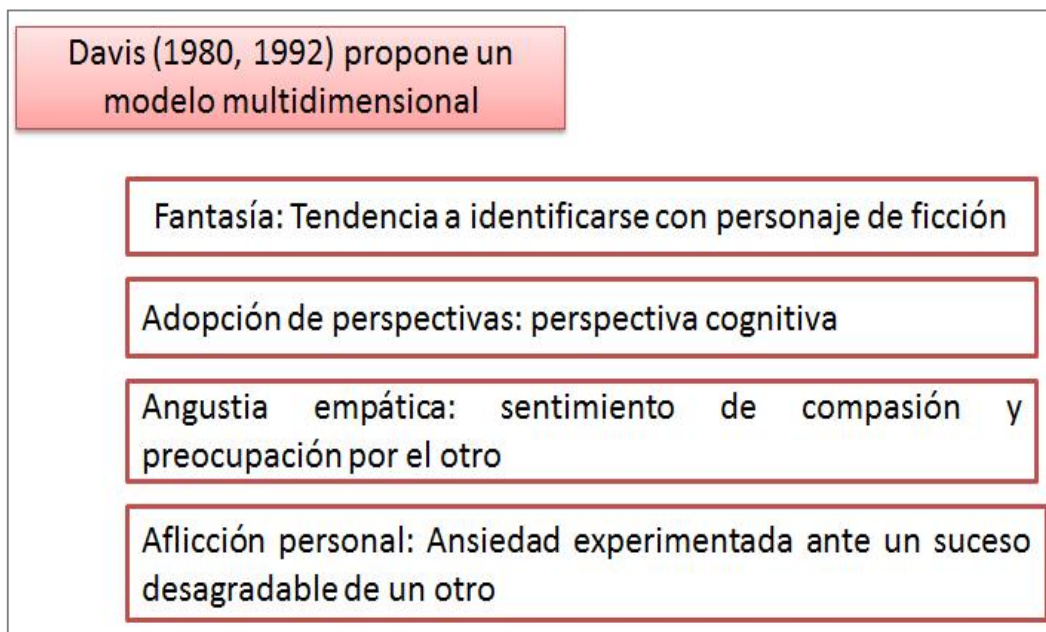 Davis (1980, 1992) propone un
modelo multidimensional
Fantasía: Tendencia a identificarse con personaje de ficción
Adopción de perspectivas: perspectiva cognitiva
Angustia empática: sentimiento de compasión y
preocupación por el otro
Aflicción personal: Ansiedad experimentada ante un suceso
desagradable de un otro